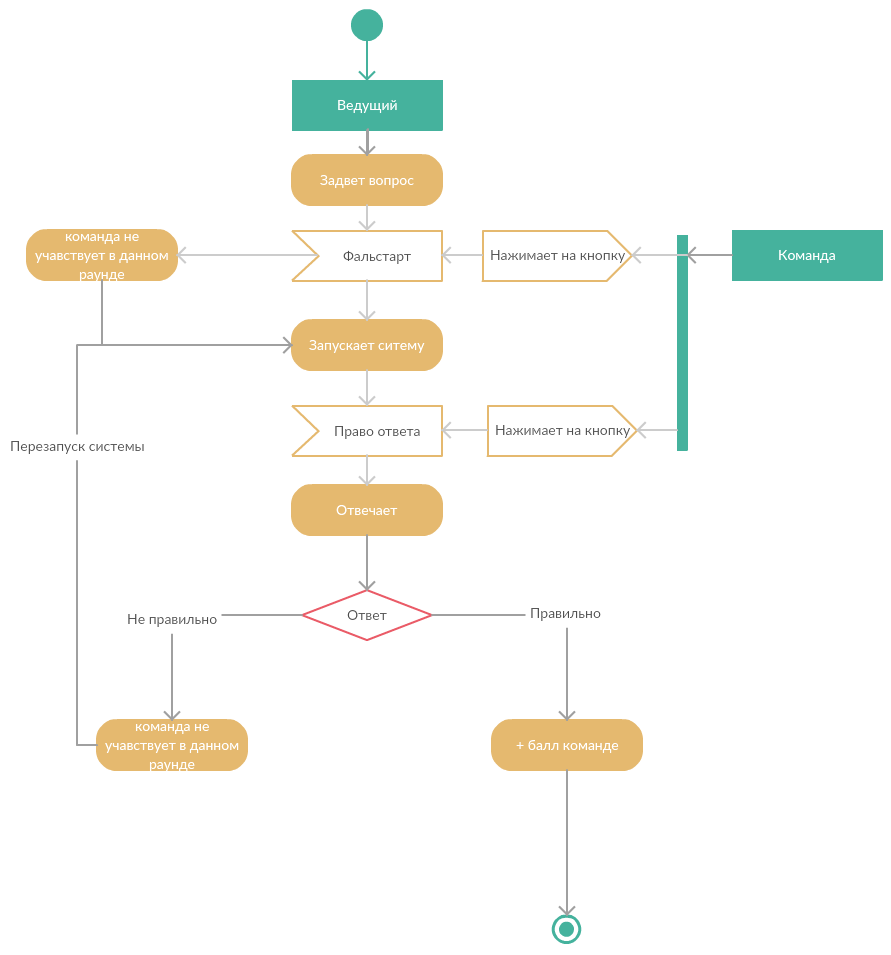 Ведущий
Задвет вопрос
команда не
учавствует в данном
раунде
Фальстарт
Нажимает на кнопку
Команда
Запускает ситему
Право ответа
Нажимает на кнопку
Перезапуск системы
Отвечает
Ответ
Не правильно
Правильно
команда не
учавствует в данном
раунде
+ балл команде